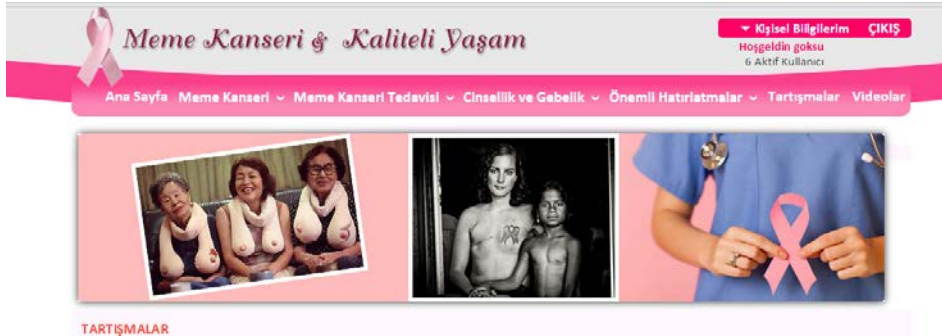 Meme Kanseri & Kaliteli Yaşam
Kişisel Bilgilerim ÇIKIŞ
Hoşgeldin goksu
6 Aktif Kullanıcı
Ana Sayfa Meme Kanseri Meme Kanseri Tedavisi Cinsellik ve Gebelik Önemli Hatırlatmalar Tartışmalar Videolar
TARTIŞMALAR